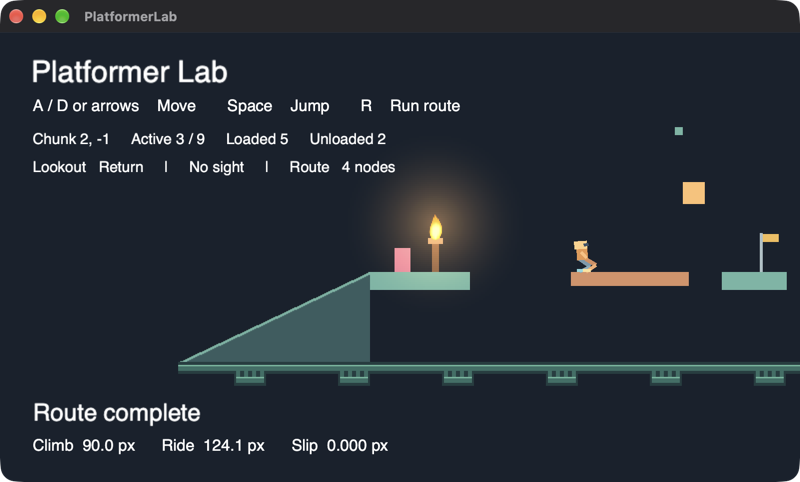 PlatformerLab
Platformer Lab
A / D or arrows Move Space Jump R Run route
Chunk 2, -1 Active 3 / 9 Loaded 5 Unloaded 2
Lookout Return | No sight | Route 4 nodes
Route complete
Climb 90.0 px Ride 124.1 px Slip 0.000 px